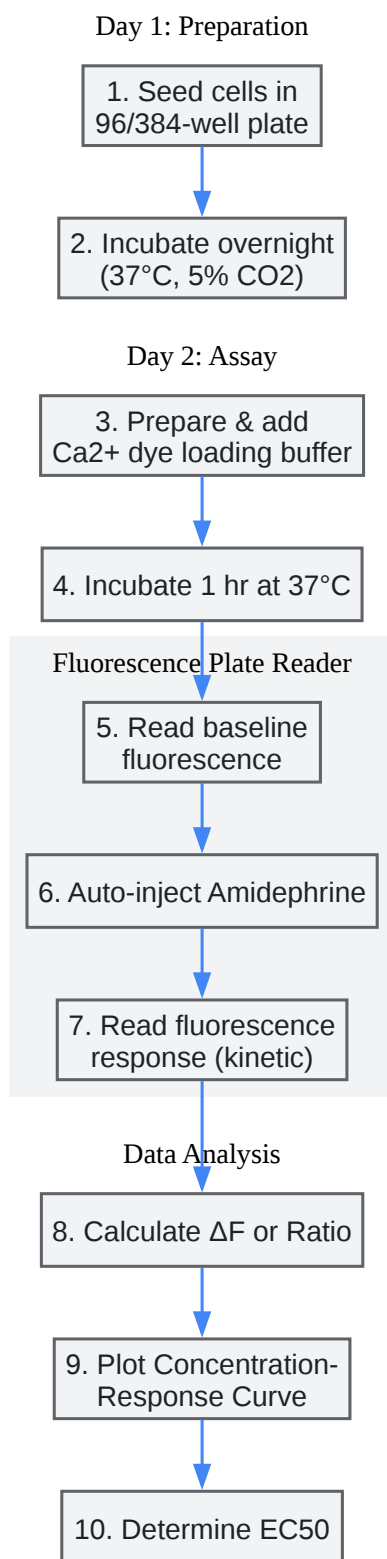 Day 1: Preparation
1. Seed cells in
96/384-well plate
2. Incubate overnight
(37°C, 5% CO2)
Day 2: Assay
3. Prepare & add
Ca2+ dye loading buffer
4. Incubate 1 hr at 37°C
Fluorescence Plate Reader
5. Read baseline
fluorescence
6. Auto-inject Amidephrine
7. Read fluorescence
response (kinetic)
Data Analysis
8. Calculate ΔF or Ratio
9. Plot Concentration-
Response Curve
10. Determine EC50